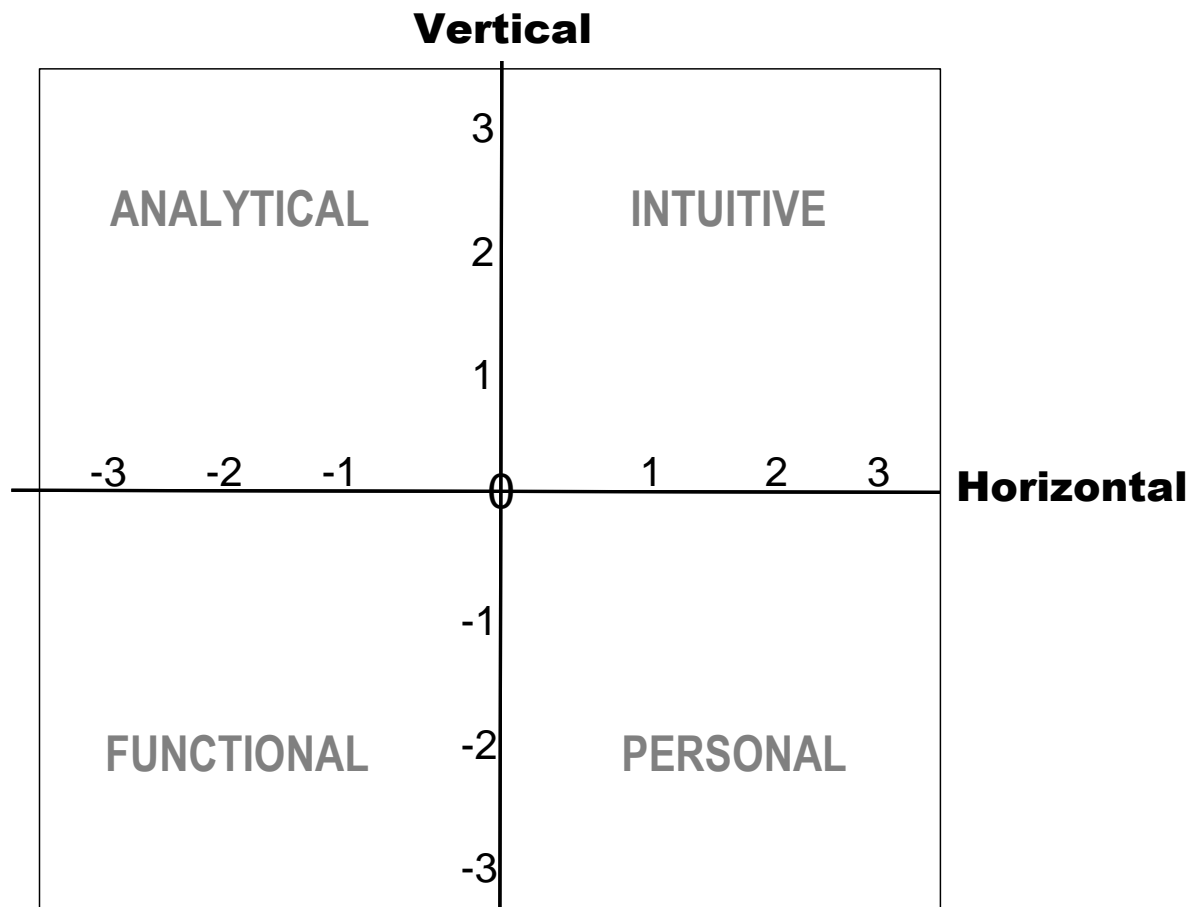 Vertical
3
ANALYTICAL INTUITIVE
2
1
-3 -2 -1 0 1 2 3 Horizontal
-1
FUNCTIONAL -2 PERSONAL
-3